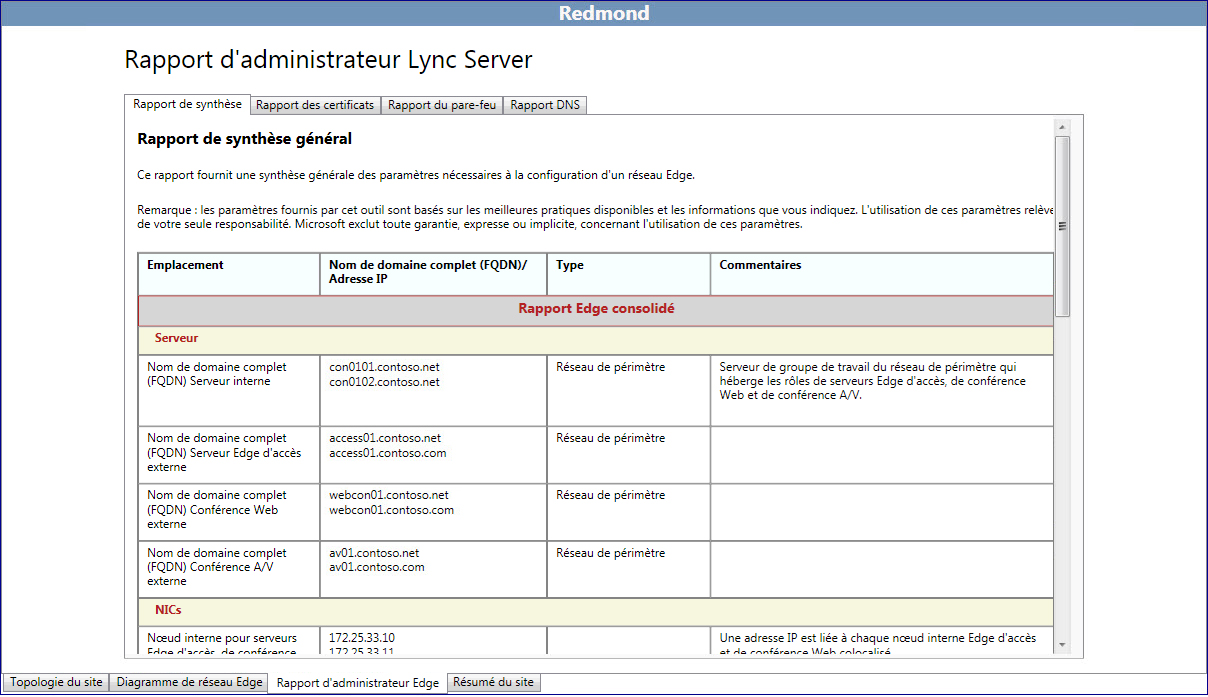 Redmond
Rapport d'administrateur Lync Server
Rapport de synthèse Rapport des certificats Rapport du pare-feu Rapport DNS
Rapport de synthèse général
Ce rapport fournit une synthèse générale des paramètres nécessaires à la configuration d'un réseau Edge.
Remarque : les paramètres fournis par cet outil sont basés sur les meilleures pratiques disponibles et les informations que vous indiquez. L'utilisation de ces paramètres relève
de votre seule responsabilité. Microsoft exclut toute garantie, expresse ou implicite, concernant l'utilisation de ces paramètres.
Emplacement
Nom de domaine complet (FQDN)/
Adresse IP
Type
Commentaires
Rapport Edge consolidé
Serveur
Nom de domaine complet
(FQDN) Serveur interne
con0101.contoso.net
con0102.contoso.net
Réseau de périmètre
Serveur de groupe de travail du réseau de périmètre qui
héberge les rôles de serveurs Edge d'accès, de conférence
Web et de conférence A/V.
Nom de domaine complet
(FQDN) Serveur Edge d'accès
externe
access01.contoso.net
access01.contoso.com
Réseau de périmètre
Nom de domaine complet
(FQDN) Conférence Web
externe
webcon01.contoso.net
webcon01.contoso.com
Réseau de périmètre
Nom de domaine complet
(FQDN) Conférence A/V
externe
av01.contoso.net
av01.contoso.com
Réseau de périmètre
NICs
Nœud interne pour serveurs
Edge d'accès, de conférence
172.25.33.10
172.25.33.11
Une adresse IP est liée à chaque nœud interne Edge d'accès
et de conférence Web colocalisé
Topologie du site Diagramme de réseau Edge Rapport d'administrateur Edge Résumé du site